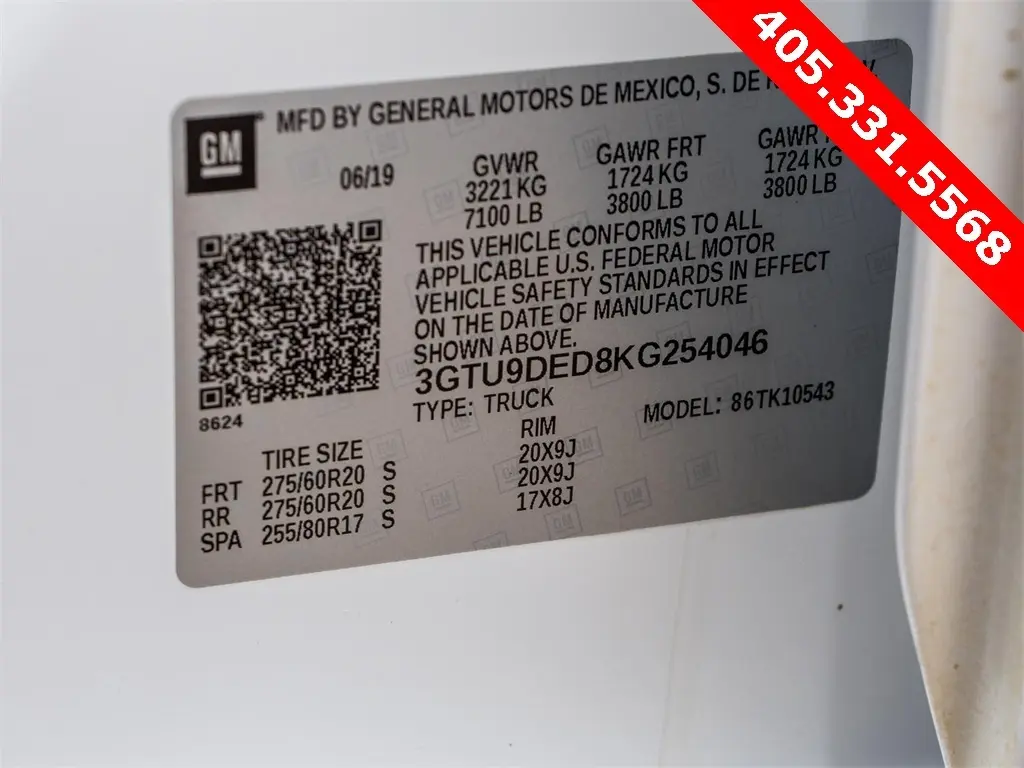 405.331.5568
GM
MFD BY GENERAL MOTORS DE MEXICO, S. DE
06/19
GVWR GAWR FRT GAWR
3221 KG 1724 KG 1724 KG
7100 LB 3800 LB 3800 LB
THIS VEHICLE CONFORMS TO ALL
APPLICABLE U.S. FEDERAL MOTOR
VEHICLE SAFETY STANDARDS IN EFFECT
ON THE DATE OF MANUFACTURE
SHOWN ABOVE.
3GTU9DED8KG254046
8624
TYPE: TRUCK MODEL: 86TK10543
TIRE SIZE RIM
FRT 275/60R20 S 20X9J
RR 275/60R20 S 20X9J
SPA 255/80R17 S 17X8J